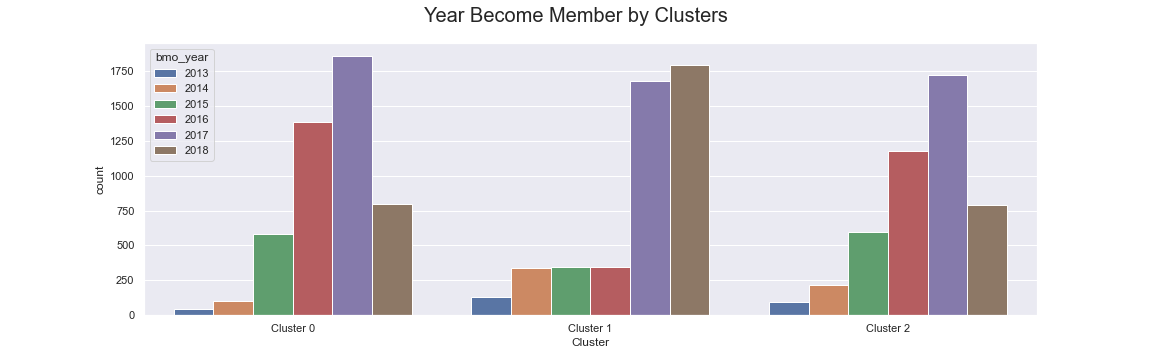 Year Become Member by Clusters
bmo_year
2013
2014
2015
2016
2017
2018
1750
1500
1250
1000
750
500
250
0
count
Cluster 0
Cluster 1
Cluster 2
Cluster